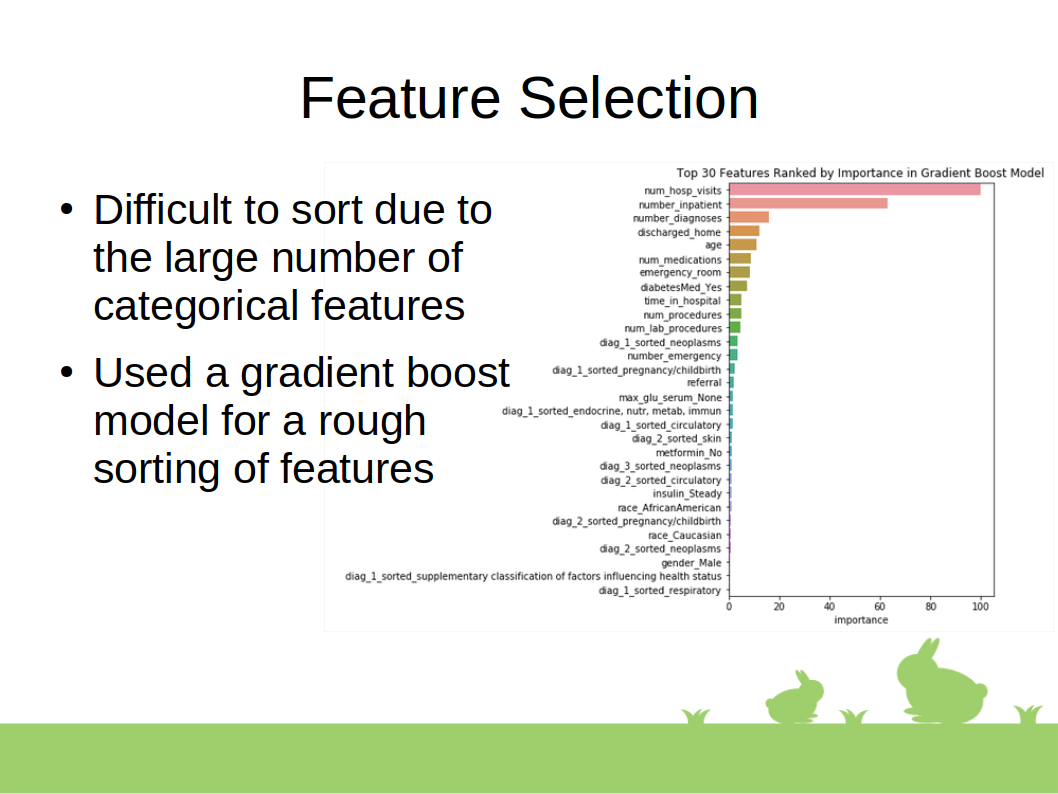 Feature Selection
• Difficult to sort due to
the large number of
categorical features
• Used a gradient boost
model for a rough
sorting of features
Top 30 Features Ranked by Importance in Gradient Boost Model
num_hosp_visits
number_inpatient
number_diagnoses
discharged_home
age
num_medications
emergency_room
diabetesMed_Yes
time_in_hospital
num_procedures
num_lab_procedures
diag_1_sorted_neoplasms
number_emergency
diag_1_sorted_pregnancy/childbirth
referral
max_glu_serum_None
diag_1_sorted_endocrine, nutr, metab, immun
diag_1_sorted_circulatory
diag_2_sorted_skin
metformin_No
diag_3_sorted_neoplasms
diag_2_sorted_circulatory
insulin_Steady
race_AfricanAmerican
diag_2_sorted_pregnancy/childbirth
race_Caucasian
diag_2_sorted_neoplasms
gender_Male
diag_1_sorted_supplementary classification of factors influencing health status
diag_1_sorted_respiratory
0 20 40 60 80 100
importance